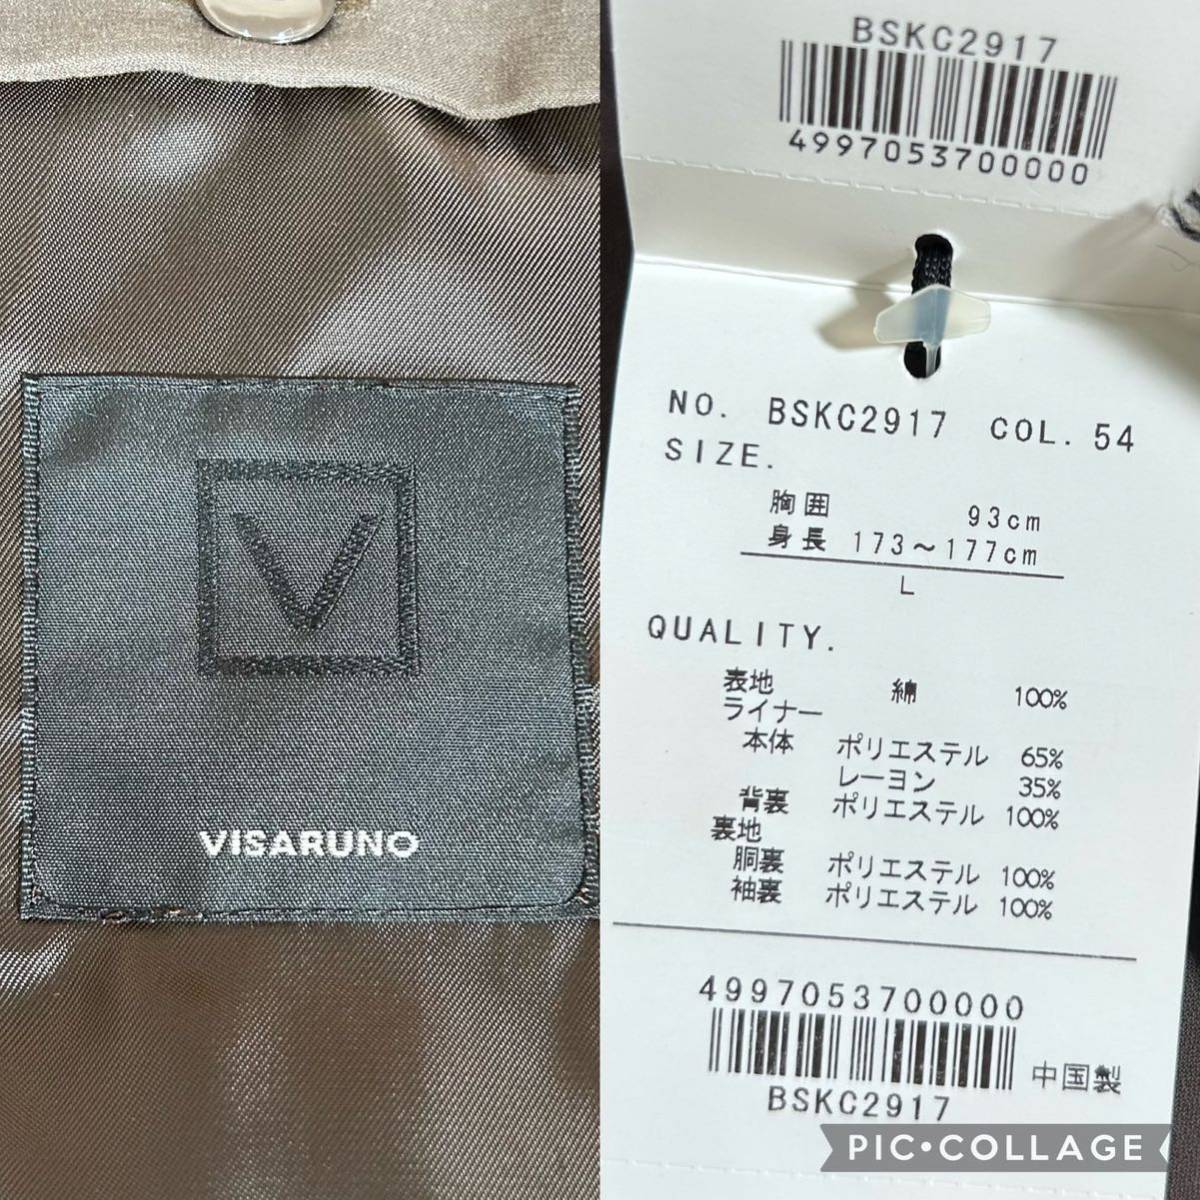 V
VISARUNO
BSKC2917
4997053700000
NO. BSKC2917 COL. 54
SIZE.
胸囲 93cm
身長 173~177cm
L
QUALITY.
表地 綿 100%
ライナー
本体 ポリエステル 65%
レーヨン 35%
背裏 ポリエステル 100%
裏地
胴裏 ポリエステル 100%
袖裏 ポリエステル 100%
4997053700000
中国製
BSKC2917
PIC•COLLAGE